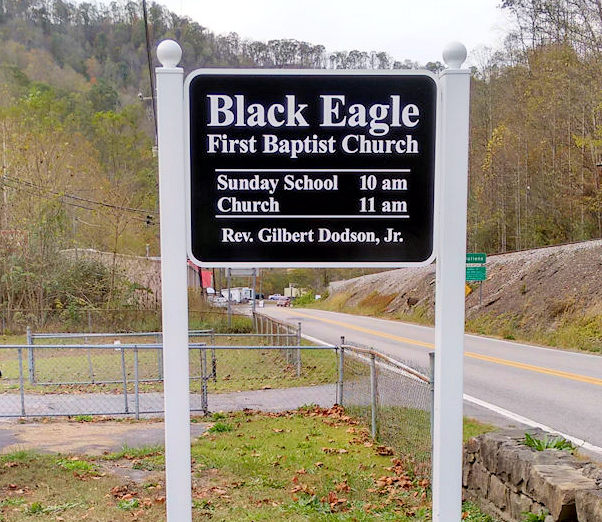 Black Eagle
First Baptist Church
Sunday School 10 am
Church 11 am
Rev. Gilbert Dodson, Jr.